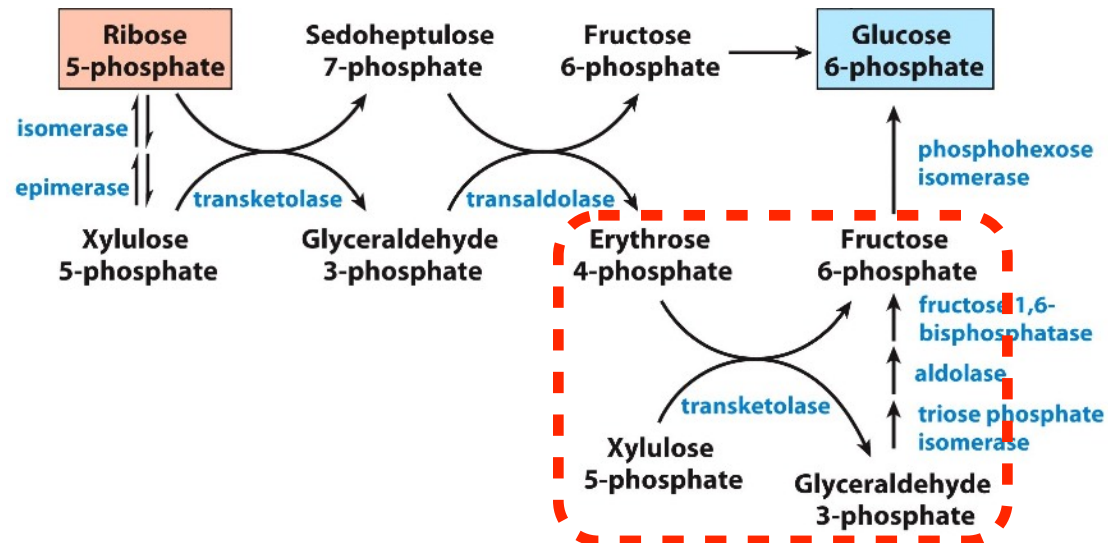 Ribose
5-phosphate
Sedoheptulose
7-phosphate
Fructose
6-phosphate
Glucose
6-phosphate
isomerase
epimerase
transketolase
transaldolase
phosphohexose
isomerase
Xylulose
5-phosphate
Glyceraldehyde
3-phosphate
Erythrose
4-phosphate
Fructose
6-phosphate
fructose 1,6-
bisphosphatase
aldolase
transketolase
triose phosphate
isomerase
Xylulose
5-phosphate
Glyceraldehyde
3-phosphate